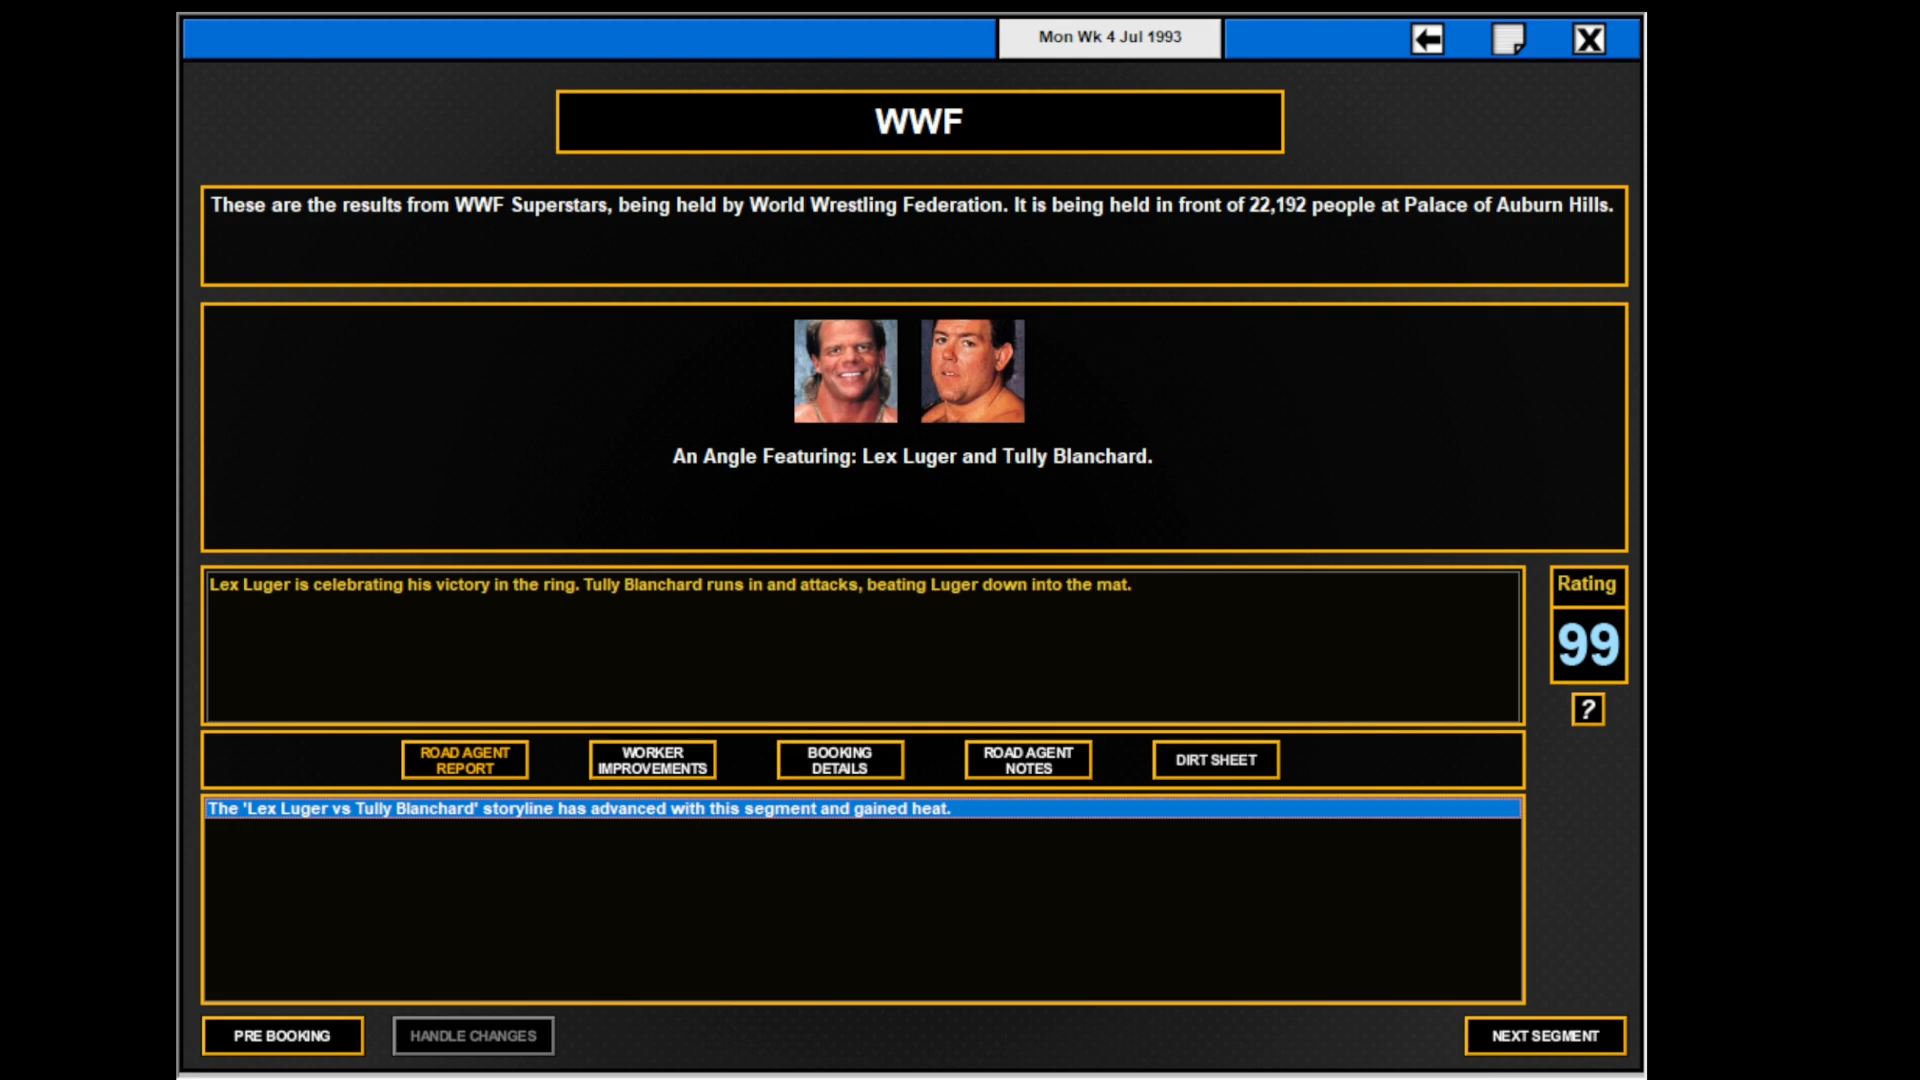 Mon Wk 4 Jul 1993
WWF
These are the results from WWF Superstars, being held by World Wrestling Federation. It is being held in front of 22,192 people at Palace of Auburn Hills.
An Angle Featuring: Lex Luger and Tully Blanchard.
Lex Luger is celebrating his victory in the ring. Tully Blanchard runs in and attacks, beating Luger down into the mat.
Rating
99
?
ROAD AGENT
REPORT
WORKER
IMPROVEMENTS
BOOKING
DETAILS
ROAD AGENT
NOTES
DIRT SHEET
The 'Lex Luger vs Tully Blanchard' storyline has advanced with this segment and gained heat.
PRE BOOKING
HANDLE CHANGES
NEXT SEGMENT